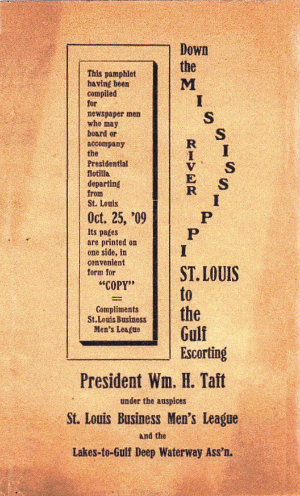 This pamphlet
having been
compiled
for
newspaper men
who may
board or
accompany
the
Presidential
flotilla
departing
from
St. Louis
Oct. 25, '09
Its pages
are printed on
one side, in
convenient
form for
"COPY"
Compliments
St. Louis Business
Men's League
Down
the
MISSISSIPPI
RIVER
ST. LOUIS
to
the
Gulf
Escorting
President Wm. H. Taft
under the auspices
St. Louis Business Men's League
and the
Lakes-to-Gulf Deep Waterway Ass'n.